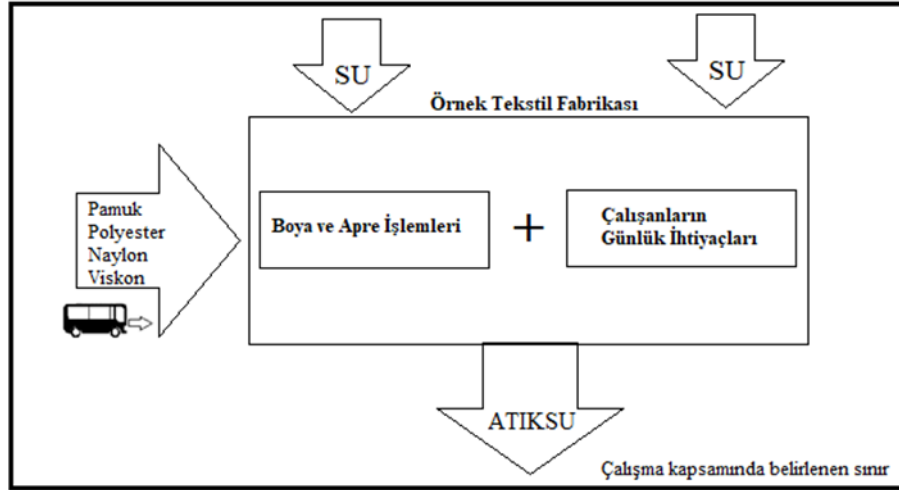 SU
SU
Örnek Tekstil Fabrikası
Pamuk
Polyester
Naylon
Viskon
Boya ve Apre İşlemleri
+
Çalışanların
Günlük İhtiyaçları
ATIKSU
Çalışma kapsamında belirlenen sınır